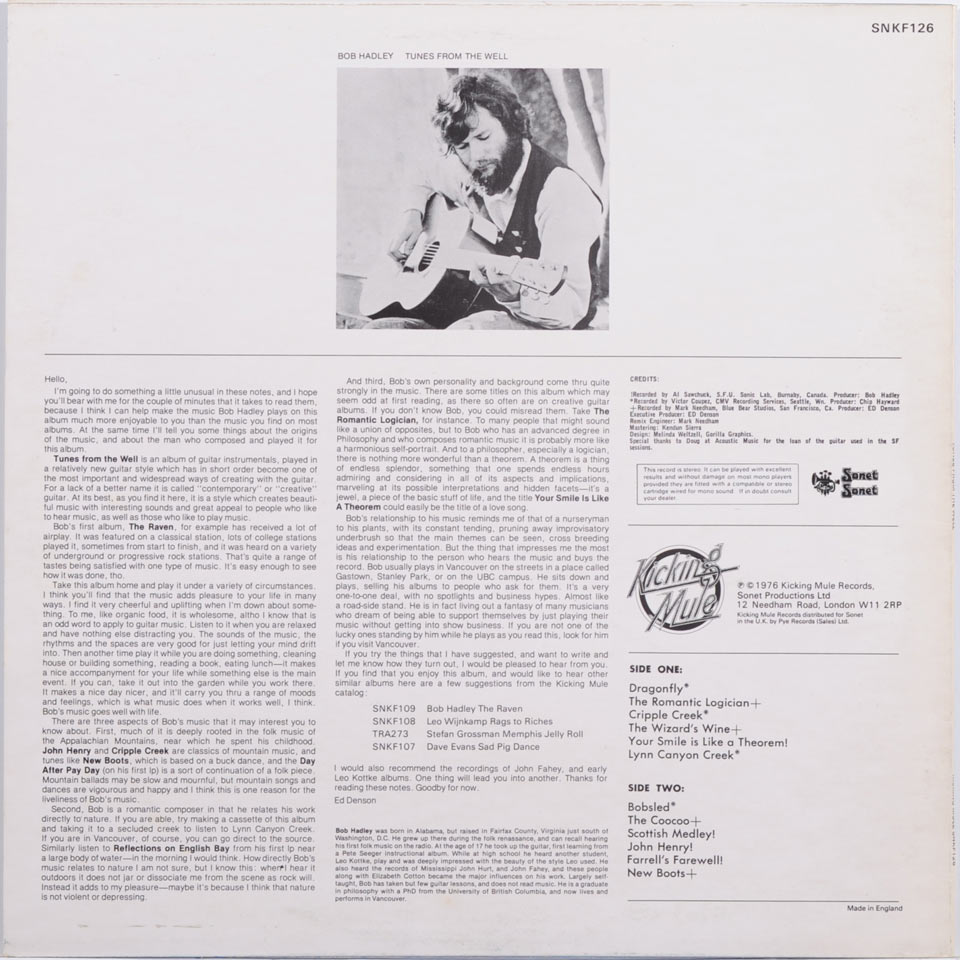 SNKF126
BOB HADLEY TUNES FROM THE WELL
Hello,
I'm going to do something a little unusual in these notes, and I hope
you'll bear with me for the couple of minutes that it takes to read them,
because I think I can help make the music Bob Hadley plays on this
album much more enjoyable to you than the music you find on most
albums. At the same time I'll tell you some things about the origins
of the music, and about the man who composed and played it for
this album.
Tunes from the Well is an album of guitar instrumentals, played in
a relatively new guitar style which has in short order become one of
the most important and widespread ways of creating with the guitar.
For a lack of a better name it is called "contemporary" or "creative"
guitar. At its best, as you find it here, it is a style which creates beauti-
ful music with interesting sounds and great appeal to people who like
to hear music, as well as those who like to play music.
Bob's first album, The Raven, for example has received a lot of
airplay. It was featured on a classical station, lots of college stations
played it, sometimes from start to finish, and it was heard on a variety
of underground or progressive rock stations. That's quite a range of
tastes being satisfied with one type of music. It's easy enough to see
how it was done, tho.
Take this album home and play it under a variety of circumstances.
I think you'll find that the music adds pleasure to your life in many
ways. I find it very cheerful and uplifting when I'm down about some-
thing. To me, like organic food, it is wholesome, altho I know that is
an odd word to apply to guitar music. Listen to it when you are relaxed
and have nothing else distracting you. The sounds of the music, the
rhythms and the spaces are very good for just letting your mind drift
into. Then another time play it while you are doing something, cleaning
house or building something, reading a book, eating lunch—it makes
a nice accompanyment for your life while something else is the main
event. If you can, take it out into the garden while you work there.
It makes a nice day nicer, and it'll carry you thru a range of moods
and feelings, which is what music does when it works well, I think.
Bob's music goes well with life.
There are three aspects of Bob's music that it may interest you to
know about. First, much of it is deeply rooted in the folk music of
the Appalachian Mountains, near which he spent his childhood.
John Henry and Cripple Creek are classics of mountain music, and
tunes like New Boots, which is based on a buck dance, and the Day
After Pay Day (on his first lp) is a sort of continuation of a folk piece.
Mountain ballads may be slow and mournful, but mountain songs and
dances are vigourous and happy and I think this is one reason for the
liveliness of Bob's music.
Second, Bob is a romantic composer in that he relates his work
directly to nature. If you are able, try making a cassette of this album
and taking it to a secluded creek to listen to Lynn Canyon Creek.
If you are in Vancouver, of course, you can go direct to the source.
Similarly listen to Reflections on English Bay from his first lp near
a large body of water—in the morning I would think. How directly Bob's
music relates to nature I am not sure, but I know this: when I hear it
outdoors it does not jar or dissociate me from the scene as rock will.
Instead it adds to my pleasure—maybe it's because I think that nature
is not violent or depressing.
And third, Bob's own personality and background come thru quite
strongly in the music. There are some titles on this album which may
seem odd at first reading, as there so often are on creative guitar
albums. If you don't know Bob, you could misread them. Take The
Romantic Logician, for instance. To many people that might sound
like a union of opposites, but to Bob who has an advanced degree in
Philosophy and who composes romantic music it is probably more like
a harmonious self-portrait. And to a philosopher, especially a logician,
there is nothing more wonderful than a theorem. A theorem is a thing
of endless splendor, something that one spends endless hours
admiring and considering in all of its aspects and implications,
marveling at its possible interpretations and hidden facets—it's a
jewel, a piece of the basic stuff of life, and the title Your Smile Is Like
A Theorem could easily be the title of a love song.
Bob's relationship to his music reminds me of that of a nurseryman
to his plants, with its constant tending, pruning away improvisatory
underbrush so that the main themes can be seen, cross breeding
ideas and experimentation. But the thing that impresses me the most
is his relationship to the person who hears the music and buys the
record. Bob usually plays in Vancouver on the streets in a place called
Gastown, Stanley Park, or on the UBC campus. He sits down and
plays, selling his albums to people who ask for them. It's a very
one-to-one deal, with no spotlights and business hypes. Almost like
a road-side stand. He is in fact living out a fantasy of many musicians
who dream of being able to support themselves by just playing their
music without getting into show business. If you are not one of the
lucky ones standing by him while he plays as you read this, look for him
if you visit Vancouver.
If you try the things that I have suggested, and want to write and
let me know how they turn out, I would be pleased to hear from you.
If you find that you enjoy this album, and would like to hear other
similar albums here are a few suggestions from the Kicking Mule
catalog:
SNKF109 Bob Hadley The Raven
SNKF108 Leo Wijnkamp Rags to Riches
TRA273 Stefan Grossman Memphis Jelly Roll
SNKF107 Dave Evans Sad Pig Dance
I would also recommend the recordings of John Fahey, and early
Leo Kottke albums. One thing will lead you into another. Thanks for
reading these notes. Goodby for now.
Ed Denson
Bob Hadley was born in Alabama, but raised in Fairfax County, Virginia just south of
Washington, D.C. He grew up there during the folk renassance, and can recall hearing
his first folk music on the radio. At the age of 17 he took up the guitar, first learning from
a Pete Seeger instructional album. While at high school he heard another student,
Leo Kottke, play and was deeply impressed with the beauty of the style Leo used. He
also heard the records of Mississippi John Hurt, and John Fahey, and these people
along with Elizabeth Cotton became the major influences on his work. Largely self-
taught, Bob has taken but few guitar lessons, and does not read music. He is a graduate
in philosophy with a PhD from the University of British Columbia, and now lives and
performs in Vancouver.
CREDITS:
!Recorded by Al Sawchuck, S.F.U. Sonic Lab, Burnaby, Canada. Producer: Bob Hadley
*Recorded by Victor Coupez, CMV Recording Services, Seattle, Wn. Producer: Chip Hayward
+Recorded by Mark Needham, Blue Bear Studios, San Francisco, Ca. Producer: ED Denson
Executive Producer: ED Denson
Remix Engineer: Mark Needham
Mastering: Kendun Sierra
Design: Melinda Weltzell, Gorilla Graphics.
Special thanks to Doug at Acoustic Music for the loan of the guitar used in the SF
sessions.
This record is stereo. It can be played with excellent
results and without damage on most mono players
provided they are fitted with a compatible or stereo
cartridge wired for mono sound. If in doubt consult
your dealer.
Sonet
Sonet
Kicking
Mule
℗ © 1976 Kicking Mule Records,
Sonet Productions Ltd
12 Needham Road, London W11 2RP
Kicking Mule Records distributed for Sonet
in the U.K. by Pye Records (Sales) Ltd.
SIDE ONE:
Dragonfly*
The Romantic Logician+
Cripple Creek*
The Wizard's Wine+
Your Smile is Like a Theorem!
Lynn Canyon Creek*
SIDE TWO:
Bobsled*
The Coocoo+
Scottish Medley!
John Henry!
Farrell's Farewell!
New Boots+
Made in England